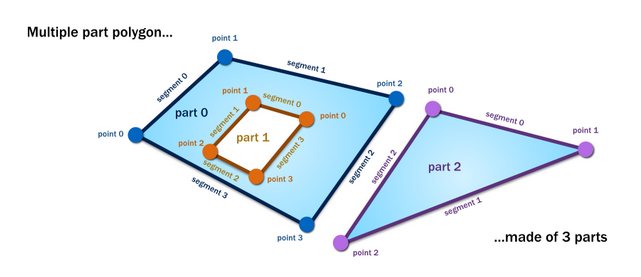 Multiple part polygon...
point 1
segment 0
segment 1
point 2
part 0
point 0
segment 3
segment 2
point 3
point 1
segment 0
point 0
segment 1
part 1
point 2
segment 3
segment 2
point 3
point 0
segment 0
point 1
segment 2
part 2
segment 1
point 2
...made of 3 parts